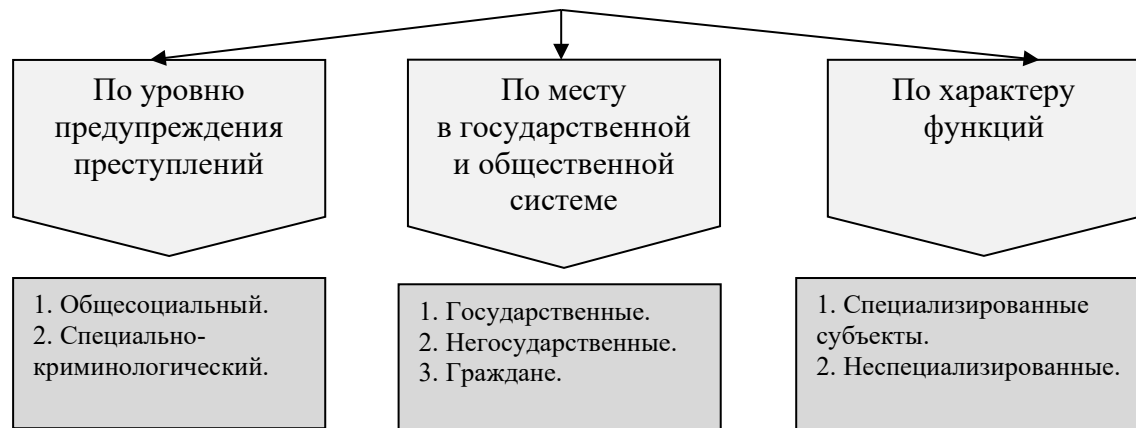 По уровню
предупреждения
преступлений
По месту
в государственной
и общественной
системе
По характеру
функций
1. Общесоциальный.
2. Специально-
криминологический.
1. Государственные.
2. Негосударственные.
3. Граждане.
1. Специализированные
субъекты.
2. Неспециализированные.